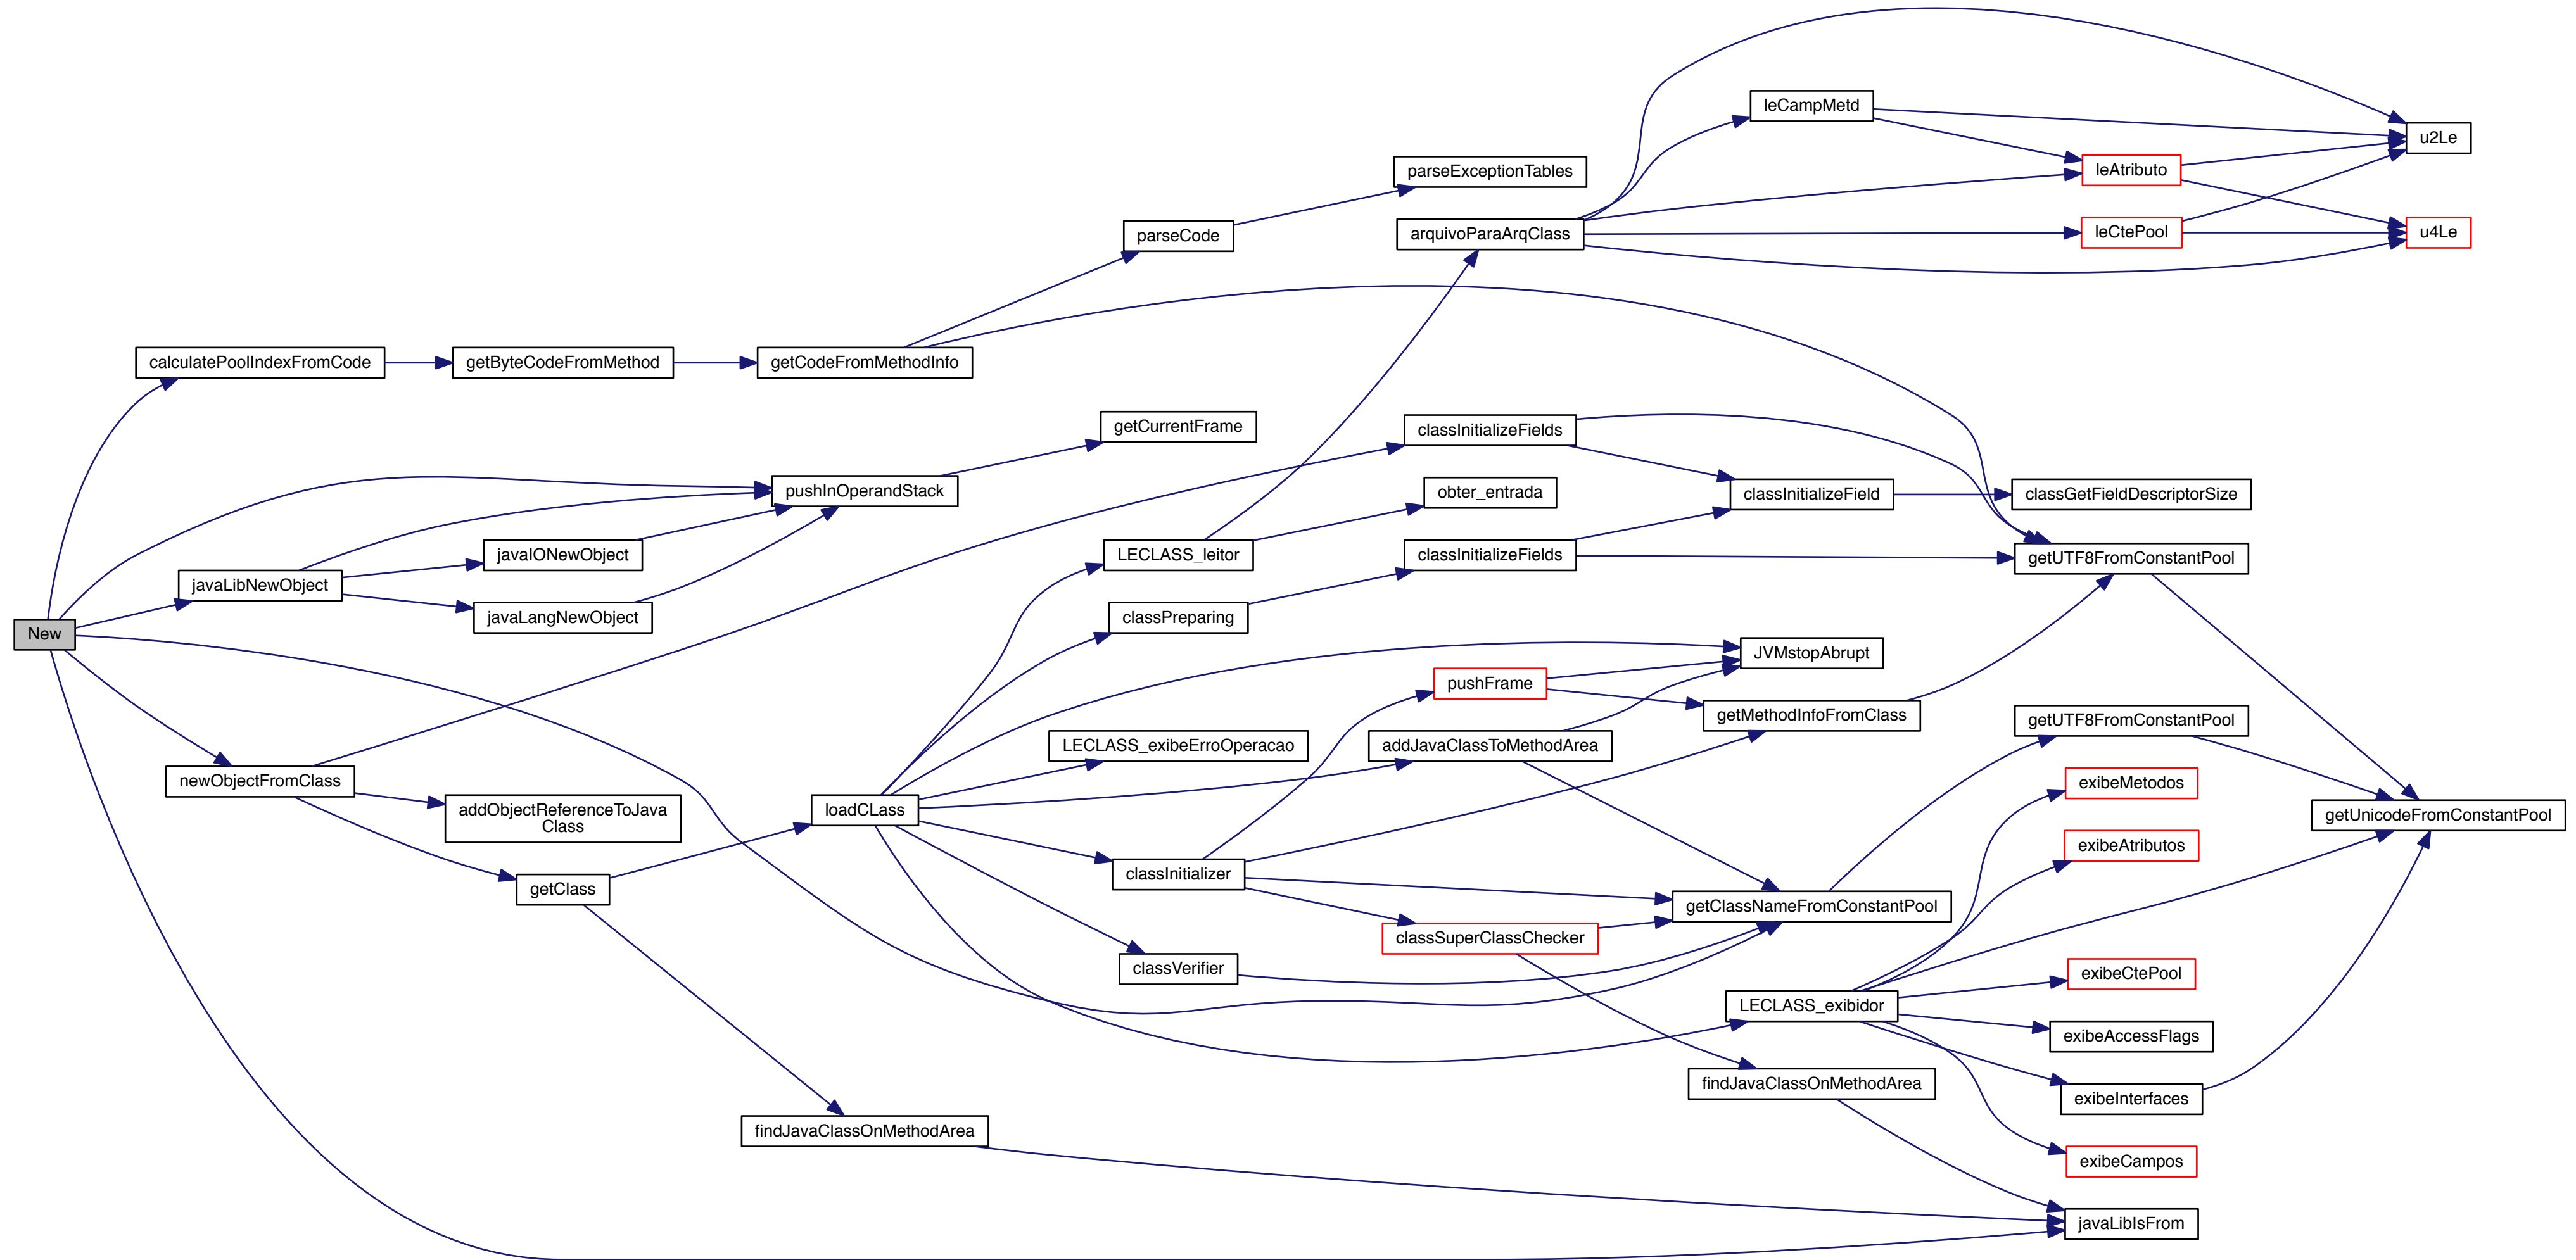 leCampMetd
u2Le
parseExceptionTables
leAtributo
parseCode
arquivoParaArqClass
leCtePool
u4Le
calculatePoolIndexFromCode
getByteCodeFromMethod
getCodeFromMethodInfo
getCurrentFrame
classInitializeFields
pushInOperandStack
obter_entrada
classInitializeField
classGetFieldDescriptorSize
javaIONewObject
LECLASS_leitor
classInitializeFields
getUTF8FromConstantPool
javaLibNewObject
javaLangNewObject
classPreparing
New
JVMstopAbrupt
pushFrame
getMethodInfoFromClass
getUTF8FromConstantPool
LECLASS_exibeErroOperacao
addJavaClassToMethodArea
newObjectFromClass
exibeMetodos
addObjectReferenceToJava
Class
loadCLass
getUnicodeFromConstantPool
exibeAtributos
classInitializer
getClass
getClassNameFromConstantPool
classSuperClassChecker
classVerifier
exibeCtePool
LECLASS_exibidor
exibeAccessFlags
findJavaClassOnMethodArea
exibeInterfaces
findJavaClassOnMethodArea
exibeCampos
javaLibIsFrom